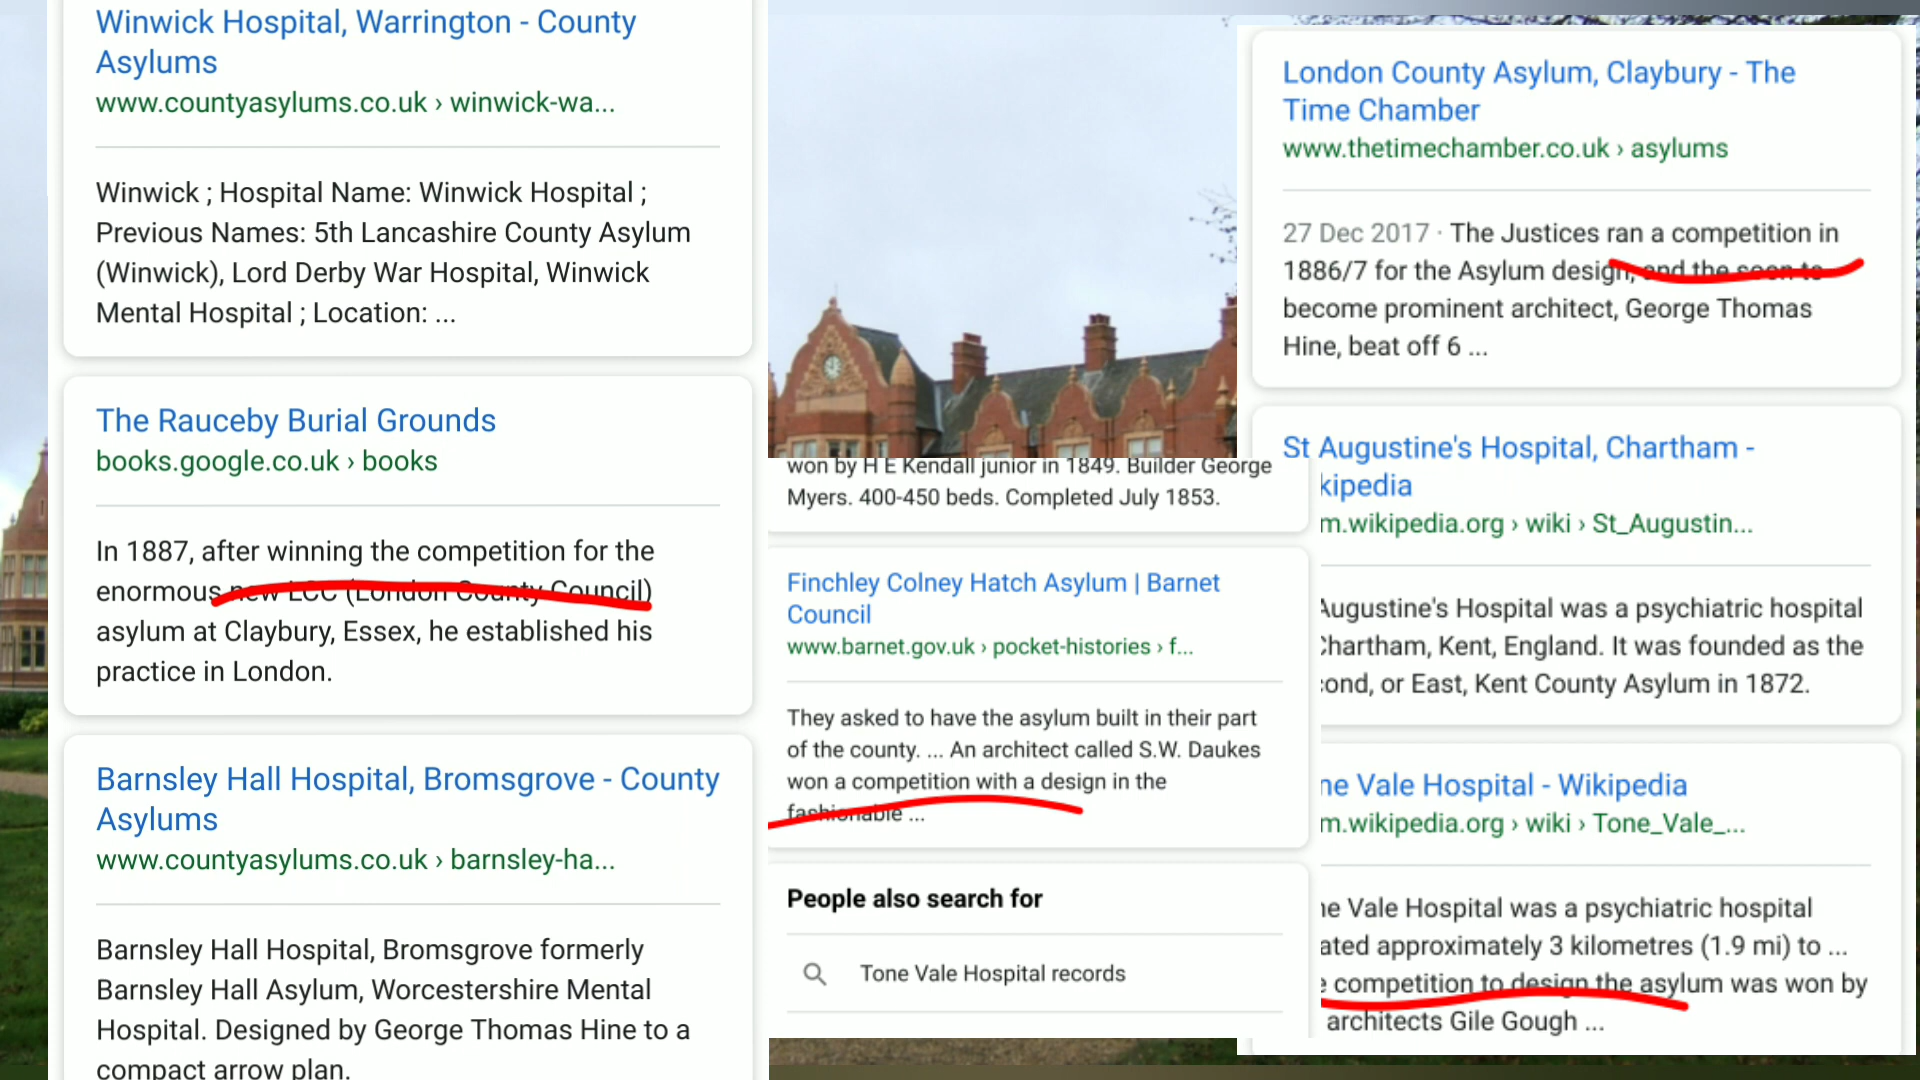 Winwick Hospital, Warrington - County
Asylums
www.countyasylums.co.uk › winwick-wa...
Winwick ; Hospital Name: Winwick Hospital ;
Previous Names: 5th Lancashire County Asylum
(Winwick), Lord Derby War Hospital, Winwick
Mental Hospital ; Location: ...
The Rauceby Burial Grounds
books.google.co.uk › books
In 1887, after winning the competition for the
enormous new LCC (London County Council)
asylum at Claybury, Essex, he established his
practice in London.
Barnsley Hall Hospital, Bromsgrove - County
Asylums
www.countyasylums.co.uk › barnsley-ha...
Barnsley Hall Hospital, Bromsgrove formerly
Barnsley Hall Asylum, Worcestershire Mental
Hospital. Designed by George Thomas Hine to a
compact arrow plan.
won by H E Kendall junior in 1849. Builder George
Myers. 400-450 beds. Completed July 1853.
Finchley Colney Hatch Asylum | Barnet
Council
www.barnet.gov.uk › pocket-histories › f...
They asked to have the asylum built in their part
of the county. ... An architect called S.W. Daukes
won a competition with a design in the
fashionable ...
People also search for
Tone Vale Hospital records
London County Asylum, Claybury - The
Time Chamber
www.thetimechamber.co.uk › asylums
27 Dec 2017 · The Justices ran a competition in
1886/7 for the Asylum design, and the soon to
become prominent architect, George Thomas
Hine, beat off 6 ...
St Augustine's Hospital, Chartham -
kipedia
m.wikipedia.org › wiki › St_Augustin...
Augustine's Hospital was a psychiatric hospital
Chartham, Kent, England. It was founded as the
cond, or East, Kent County Asylum in 1872.
ne Vale Hospital - Wikipedia
m.wikipedia.org › wiki › Tone_Vale_...
ne Vale Hospital was a psychiatric hospital
ated approximately 3 kilometres (1.9 mi) to ...
e competition to design the asylum was won by
architects Gile Gough ...